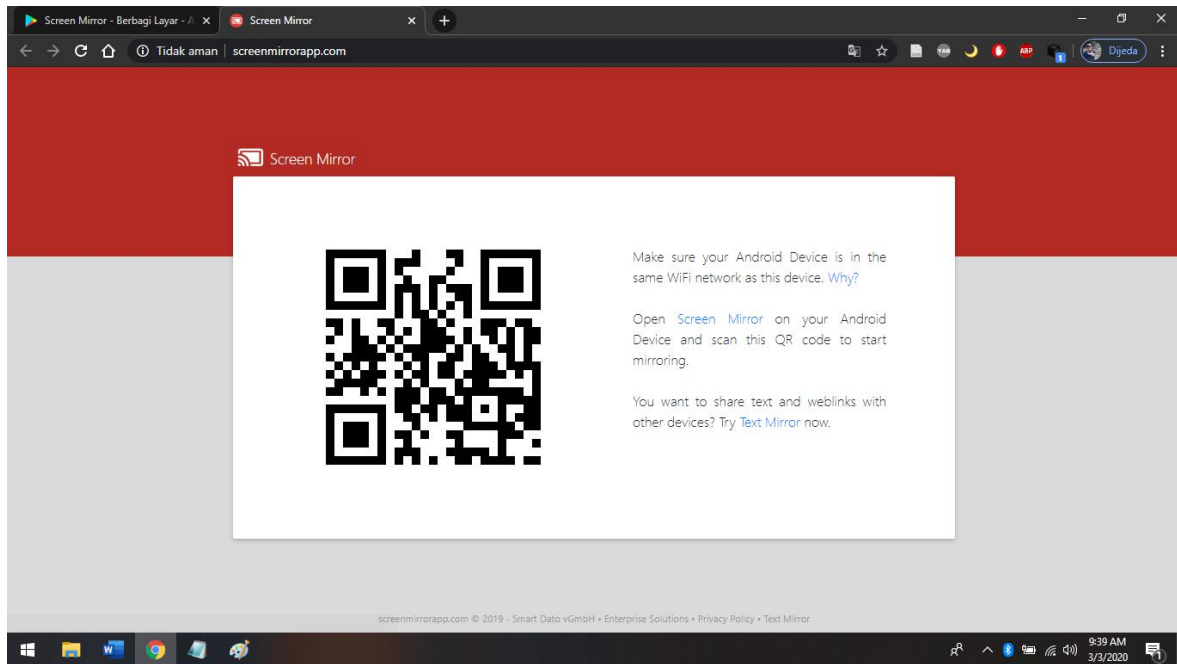 Screen Mirror - Berbagi Layar - A
Screen Mirror
Tidak aman | screenmirrorapp.com
ABP
1
Dijeda
Screen Mirror
Make sure your Android Device is in the
same WiFi network as this device. Why?
Open Screen Mirror on your Android
Device and scan this QR code to start
mirroring.
You want to share text and weblinks with
other devices? Try Text Mirror now.
screenmirrorapp.com © 2019 - Smart Dato vGmbH • Enterprise Solutions • Privacy Policy • Text Mirror
9:39 AM
3/3/2020